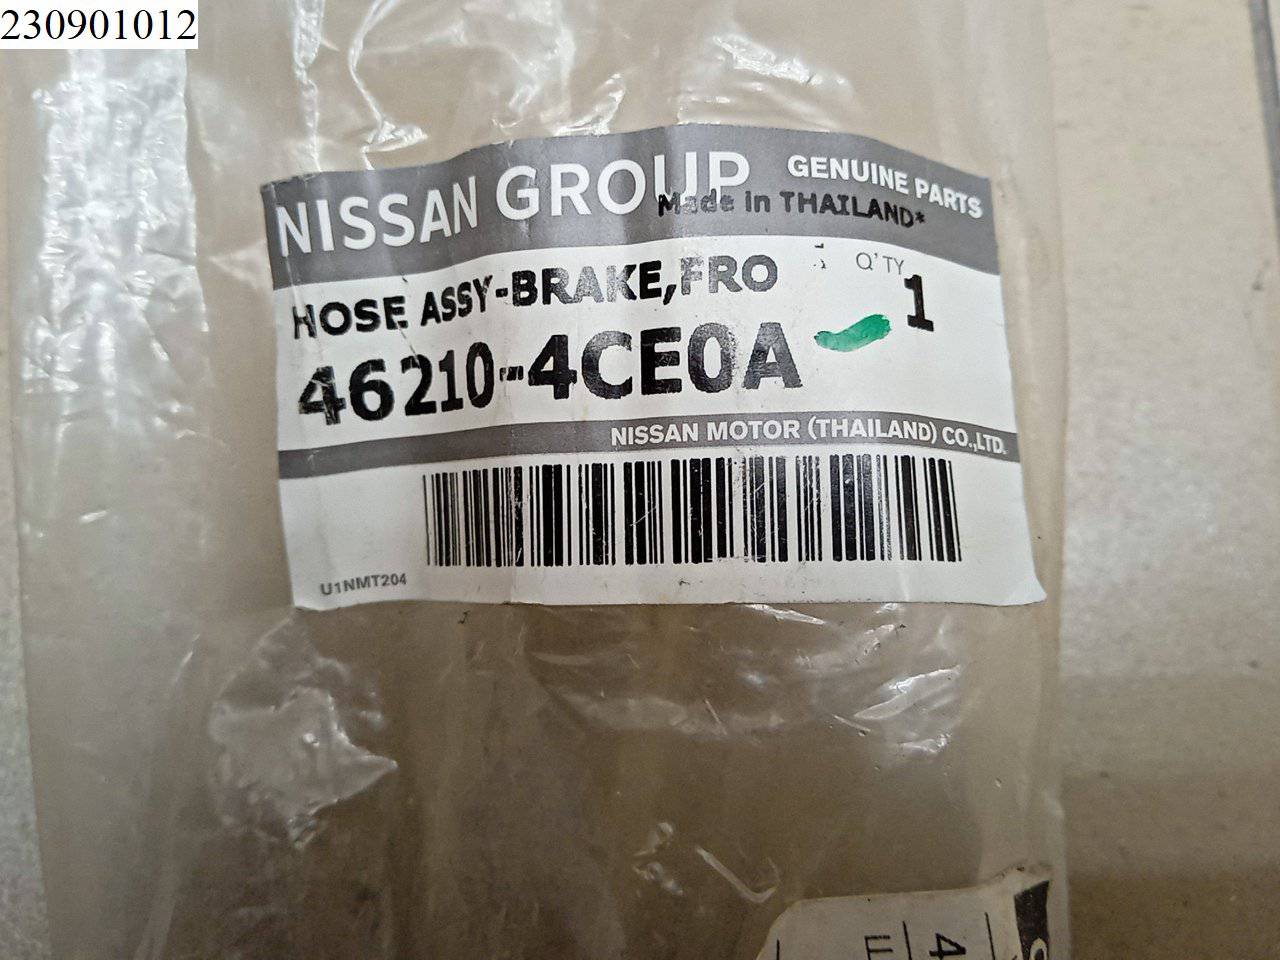 230901012
NISSAN GROUP GENUINE PARTS
Made in THAILAND*
HOSE ASSY-BRAKE,FRO Q'TY
46210-4CE0A 1
NISSAN MOTOR (THAILAND) CO.,LTD.
U1NMT204